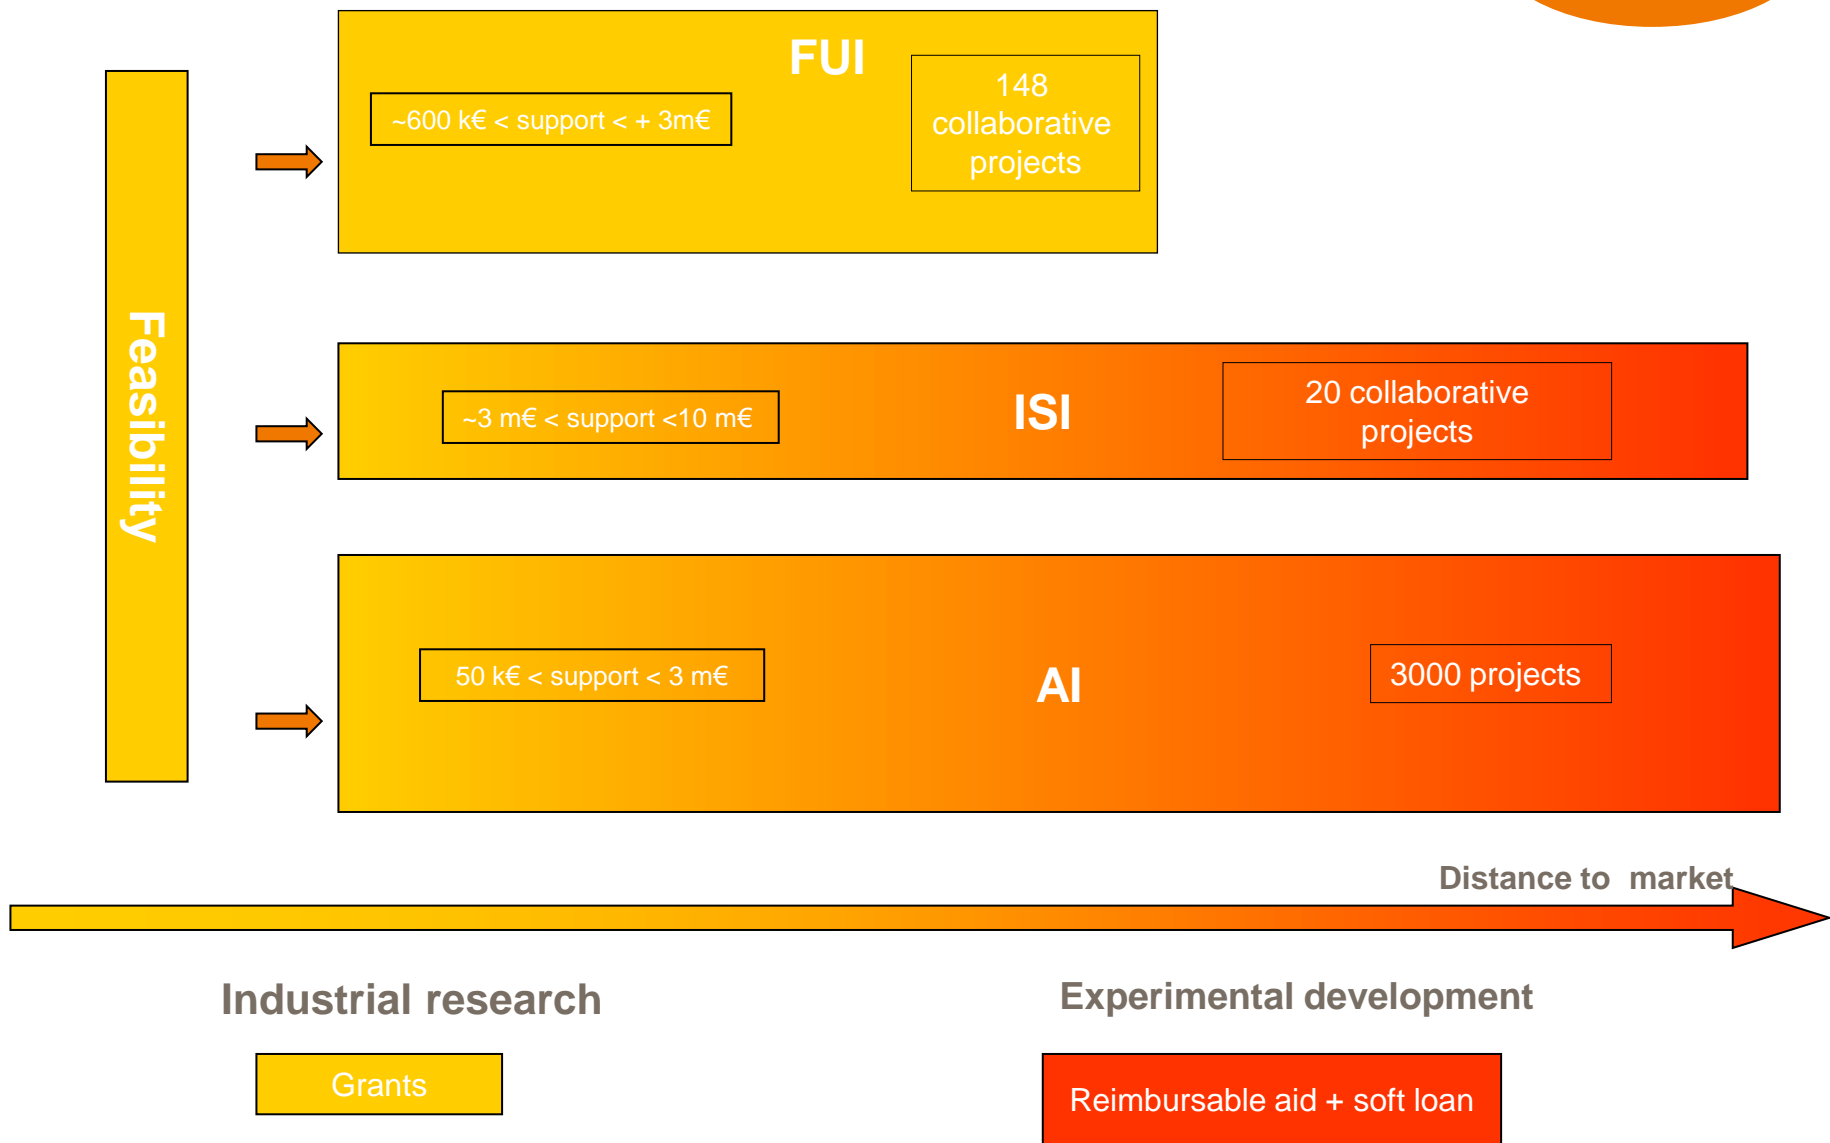 FUI
~600 k€ < support < + 3m€
148
collaborative
projects
Feasibility
~3 m€ < support <10 m€
ISI
20 collaborative
projects
50 k€ < support < 3 m€
AI
3000 projects
Distance to  market
Industrial research
Experimental development
Grants
Reimbursable aid + soft loan